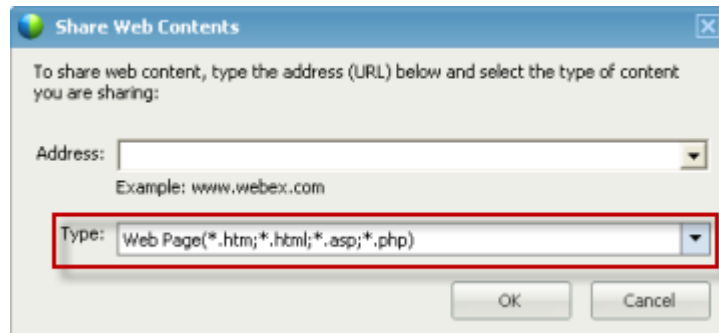 Share Web Contents
To share web content, type the address (URL) below and select the type of content
you are sharing:
Address:
Example: www.webex.com
Type: Web Page(*.htm;*.html;*.asp;*.php)
OK Cancel